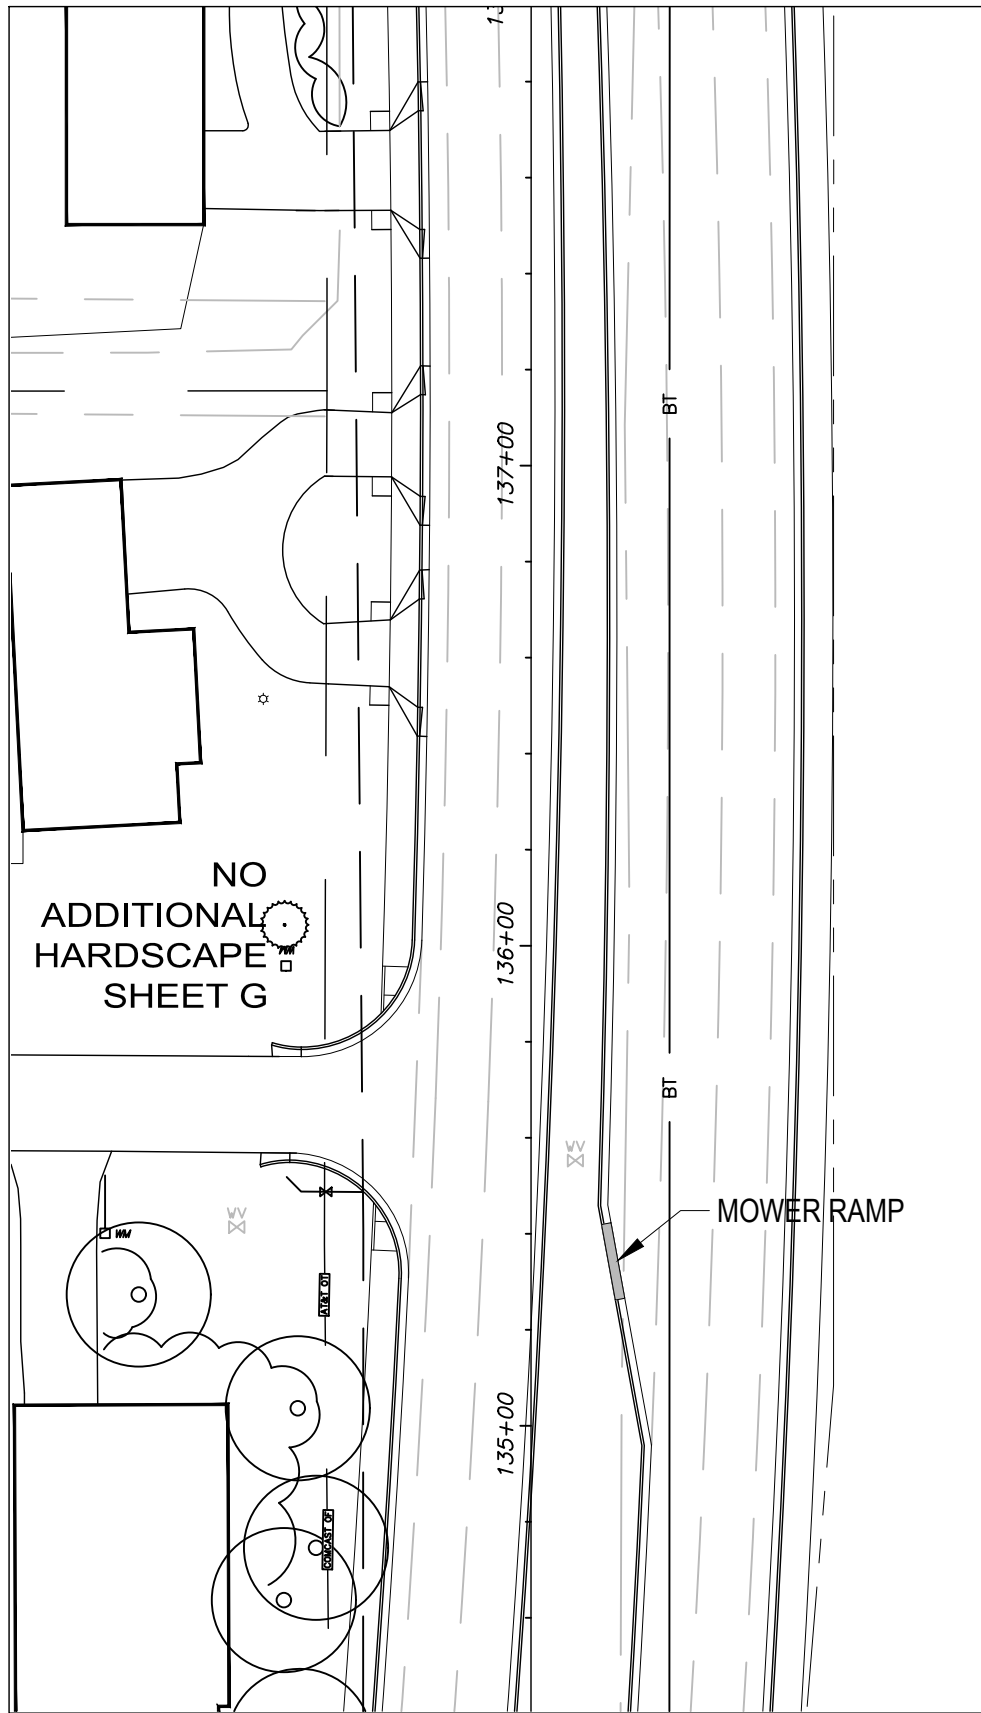 13
BT
137+00
NO
ADDITIONAL
HARDSCAPE
SHEET G
136+00
BT
WV
WV
MOWER RAMP
WM
AT&T OT
135+00
COMCAST OF